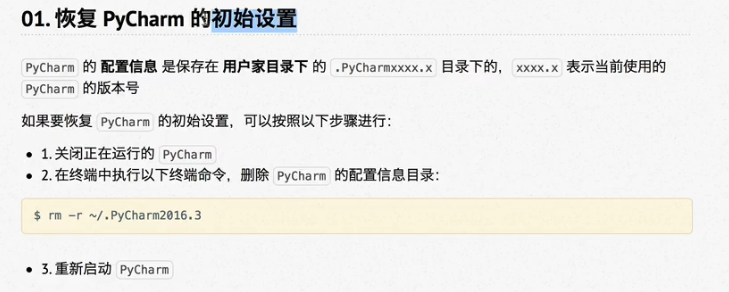 01. 恢复 PyCharm 的初始设置
PyCharm 的 配置信息 是保存在 用户家目录下 的 .PyCharmxxxx.x 目录下的，xxxx.x 表示当前使用的
PyCharm 的版本号
如果要恢复 PyCharm 的初始设置，可以按照以下步骤进行：
• 1. 关闭正在运行的 PyCharm
• 2. 在终端中执行以下终端命令，删除 PyCharm 的配置信息目录：
$ rm -r ~/.PyCharm2016.3
• 3. 重新启动 PyCharm